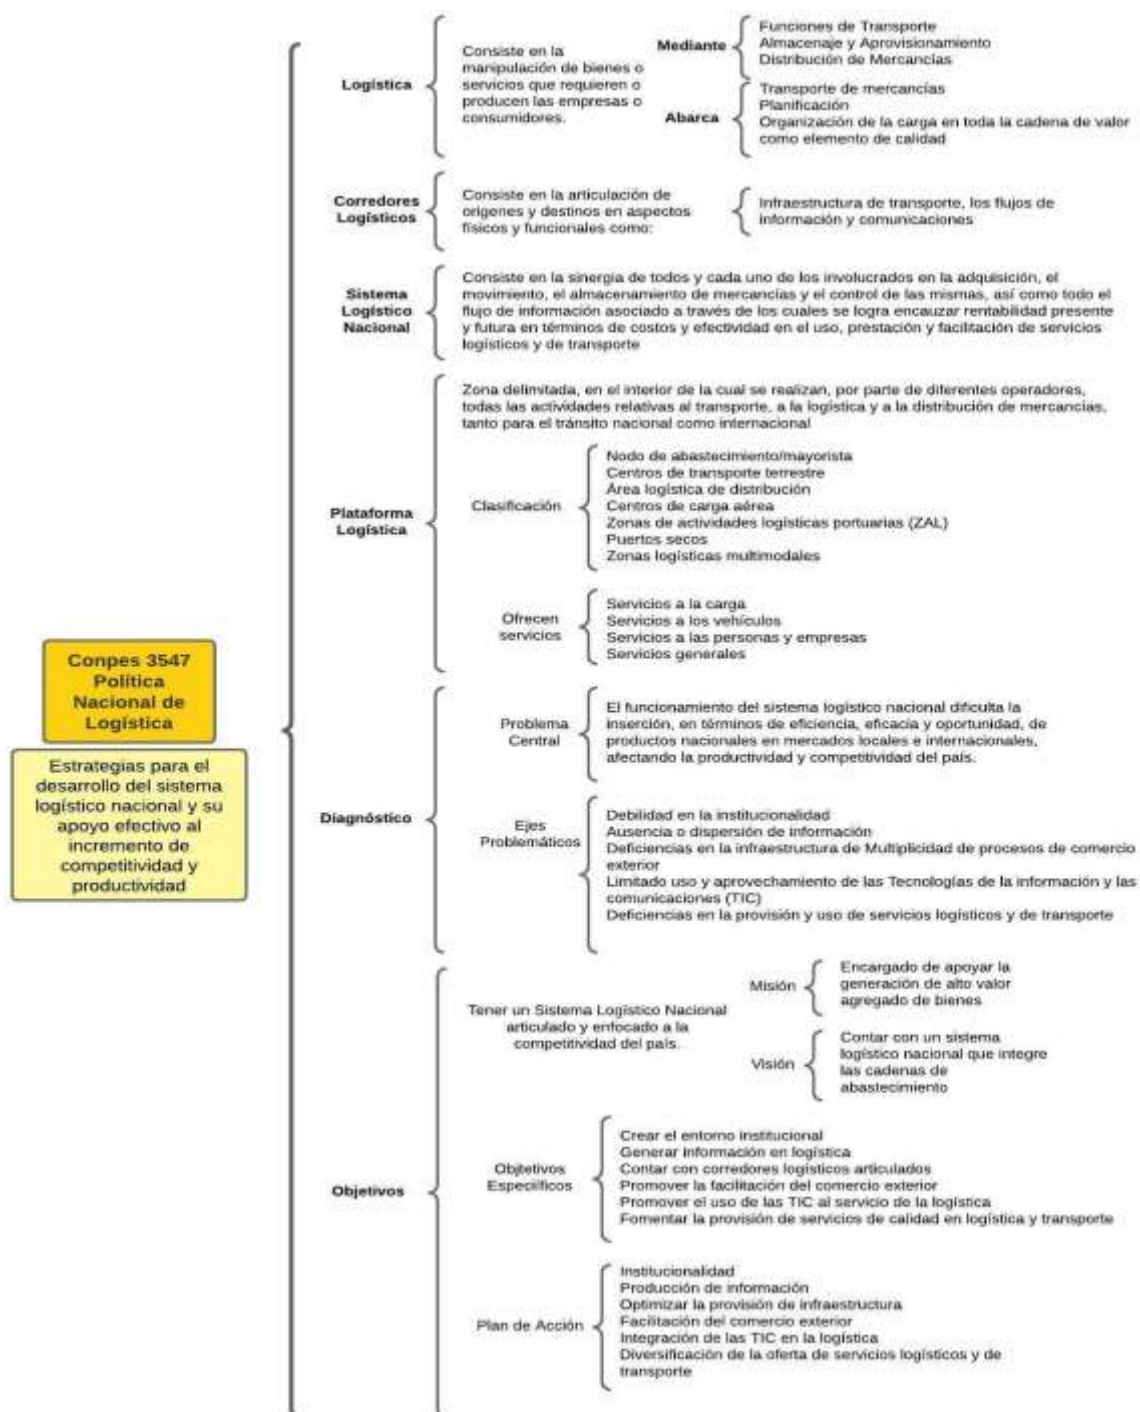 Conpes 3547
Política
Nacional de
Logística
Estrategias para el
desarrollo del sistema
logístico nacional y su
apoyo efectivo al
incremento de
competitividad y
productividad
Logística
Consiste en la
manipulación de bienes o
servicios que requieren o
producen las empresas o
consumidores.
Mediante
Funciones de Transporte
Almacenaje y Aprovisionamiento
Distribución de Mercancías
Abarca
Transporte de mercancías
Planificación
Organización de la carga en toda la cadena de valor
como elemento de calidad
Corredores
Logísticos
Consiste en la articulación de
orígenes y destinos en aspectos
físicos y funcionales como:
Infraestructura de transporte, los flujos de
información y comunicaciones
Sistema
Logístico
Nacional
Consiste en la sinergia de todos y cada uno de los involucrados en la adquisición, el
movimiento, el almacenamiento de mercancías y el control de las mismas, así como todo el
flujo de información asociado a través de los cuales se logra encauzar rentabilidad presente
y futura en términos de costos y efectividad en el uso, prestación y facilitación de servicios
logísticos y de transporte
Plataforma
Logística
Zona delimitada, en el interior de la cual se realizan, por parte de diferentes operadores,
todas las actividades relativas al transporte, a la logística y a la distribución de mercancías,
tanto para el tránsito nacional como internacional
Clasificación
Nodo de abastecimiento/mayorista
Centros de transporte terrestre
Área logística de distribución
Centros de carga aérea
Zonas de actividades logísticas portuarias (ZAL)
Puertos secos
Zonas logísticas multimodales
Ofrecen
servicios
Servicios a la carga
Servicios a los vehículos
Servicios a las personas y empresas
Servicios generales
Diagnóstico
Problema
Central
El funcionamiento del sistema logístico nacional dificulta la
inserción, en términos de eficiencia, eficacia y oportunidad, de
productos nacionales en mercados locales e internacionales,
afectando la productividad y competitividad del país.
Ejes
Problemáticos
Debilidad en la institucionalidad
Ausencia o dispersión de información
Deficiencias en la infraestructura de Multiplicidad de procesos de comercio
exterior
Limitado uso y aprovechamiento de las Tecnologías de la información y las
comunicaciones (TIC)
Deficiencias en la provisión y uso de servicios logísticos y de transporte
Objetivos
Tener un Sistema Logístico Nacional
articulado y enfocado a la
competitividad del país.
Misión
Encargado de apoyar la
generación de alto valor
agregado de bienes
Visión
Contar con un sistema
logístico nacional que integre
las cadenas de
abastecimiento
Objtetivos
Especiíficos
Crear el entorno institucional
Generar información en logística
Contar con corredores logísticos articulados
Promover la facilitación del comercio exterior
Promover el uso de las TIC al servicio de la logística
Fomentar la provisión de servicios de calidad en logística y transporte
Plan de Acción
Institucionalidad
Producción de información
Optimizar la provisión de infraestructura
Facilitación del comercio exterior
Integración de las TIC en la logística
Diversificación de la oferta de servicios logísticos y de
transporte